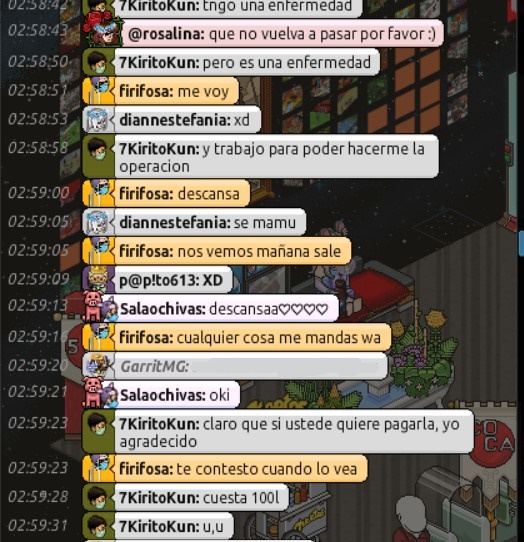 02:58:42 7KiritoKun: tngo una enfermedad
02:58:43 @rosalina: que no vuelva a pasar por favor :)
02:58:50 7KiritoKun: pero es una enfermedad
02:58:51 firifosa: me voy
02:58:53 diannestefania: xd
02:58:58 7KiritoKun: y trabajo para poder hacerme la
operacion
02:59:00 firifosa: descansa
02:59:05 diannestefania: se mamu
02:59:05 firifosa: nos vemos mañana sale
02:59:09 p@p!to613: XD
02:59:13 Salaochivas: descansaa♡♡♡♡
02:59:16 firifosa: cualquier cosa me mandas wa
02:59:20 GarritMG:
02:59:21 Salaochivas: oki
02:59:23 7KiritoKun: claro que si ustede quiere pagarla, yo
agradecido
02:59:23 firifosa: te contesto cuando lo vea
02:59:28 7KiritoKun: cuesta 100l
02:59:31 7KiritoKun: u,u